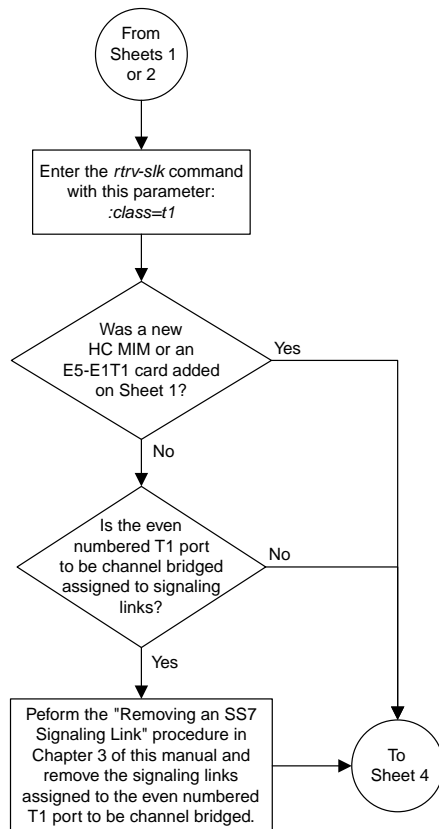 From
Sheets 1
or 2
Enter the rtrv-slk command
with this parameter:
:class=t1
Was a new
HC MIM or an
E5-E1T1 card added
on Sheet 1?
Yes
No
Is the even
numbered T1 port
to be channel bridged
assigned to signaling
links?
No
Yes
Peform the "Removing an SS7
Signaling Link" procedure in
Chapter 3 of this manual and
remove the signaling links
assigned to the even numbered
T1 port to be channel bridged.
To
Sheet 4